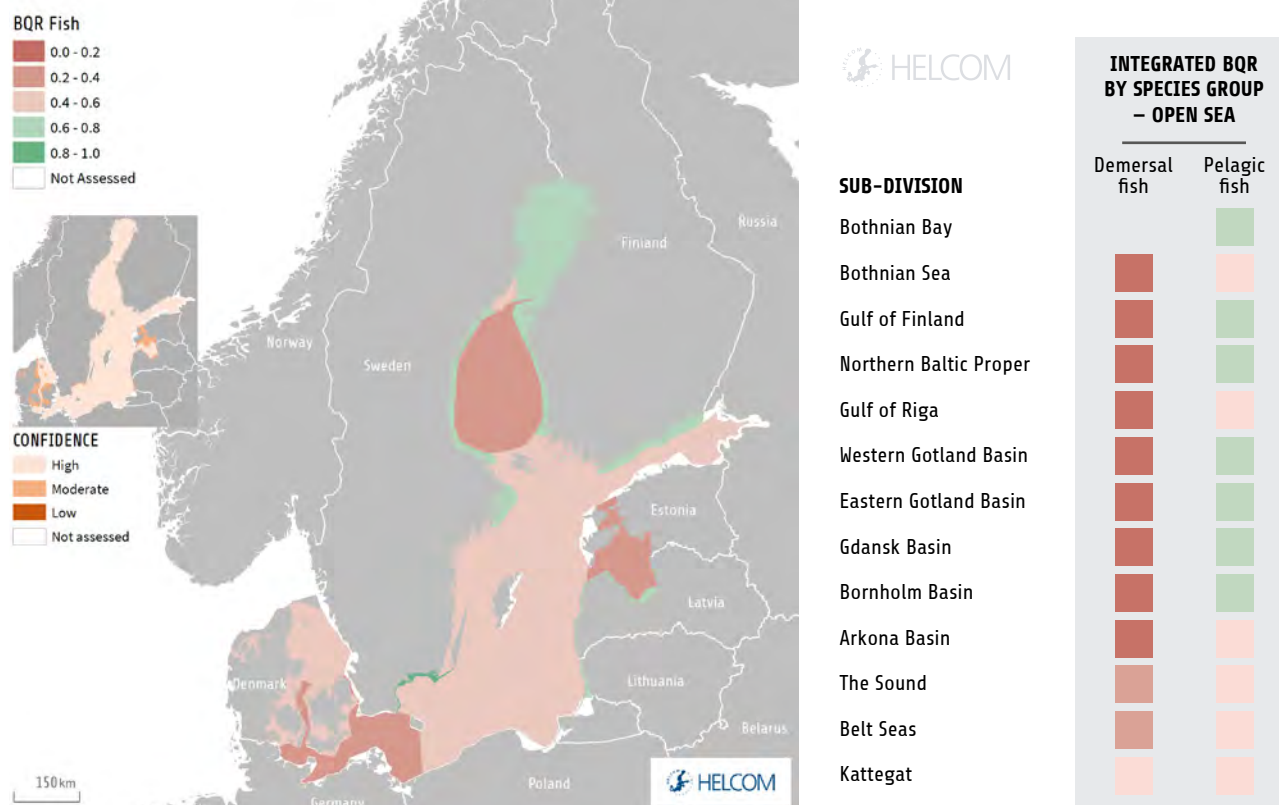 BQR Fish
0.0 - 0.2
0.2 - 0.4
0.4 - 0.6
0.6 - 0.8
0.8 - 1.0
Not Assessed
CONFIDENCE
High
Moderate
Low
Not assessed
Norway
Sweden
Finland
Russia
Estonia
Latvia
Lithuania
Belarus
Denmark
Poland
Germany
150 km
HELCOM
HELCOM
INTEGRATED BQR
BY SPECIES GROUP
– OPEN SEA
Demersal
fish
Pelagic
fish
SUB-DIVISION
Bothnian Bay
Bothnian Sea
Gulf of Finland
Northern Baltic Proper
Gulf of Riga
Western Gotland Basin
Eastern Gotland Basin
Gdansk Basin
Bornholm Basin
Arkona Basin
The Sound
Belt Seas
Kattegat